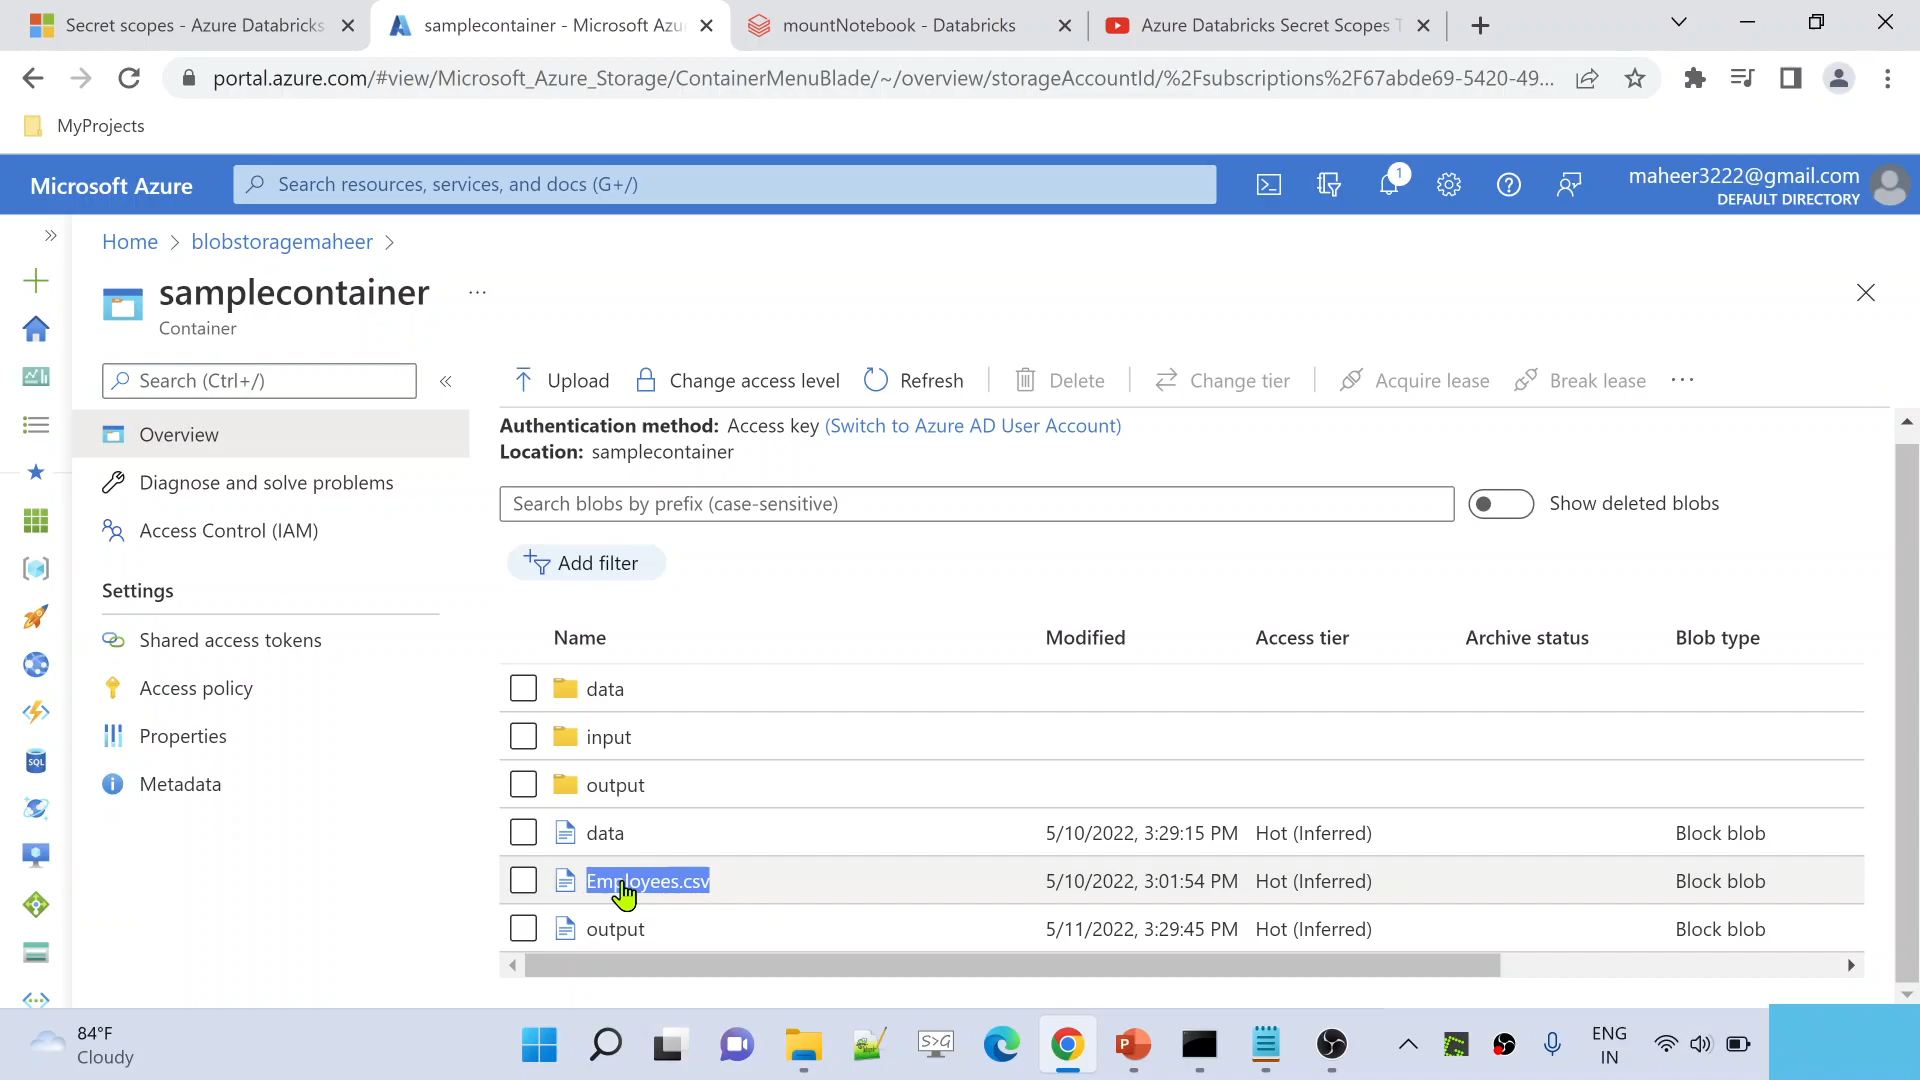 Secret scopes - Azure Databricks
samplecontainer - Microsoft Azu
mountNotebook - Databricks
Azure Databricks Secret Scopes T
portal.azure.com/#view/Microsoft_Azure_Storage/ContainerMenuBlade/~/overview/storageAccountId/%2Fsubscriptions%2F67abde69-5420-49...
MyProjects
Microsoft Azure
Search resources, services, and docs (G+/)
1
maheer3222@gmail.com
DEFAULT DIRECTORY
Home > blobstoragemaheer >
samplecontainer ...
Container
Search (Ctrl+/)
Upload Change access level Refresh Delete Change tier Acquire lease Break lease ...
Overview
Diagnose and solve problems
Access Control (IAM)
Settings
Shared access tokens
Access policy
Properties
Metadata
Authentication method: Access key (Switch to Azure AD User Account)
Location: samplecontainer
Search blobs by prefix (case-sensitive)
Show deleted blobs
Add filter
Name Modified Access tier Archive status Blob type
data
input
output
data 5/10/2022, 3:29:15 PM Hot (Inferred) Block blob
Employees.csv 5/10/2022, 3:01:54 PM Hot (Inferred) Block blob
output 5/11/2022, 3:29:45 PM Hot (Inferred) Block blob
SQL
84°F
Cloudy
S>G
P
ENG
IN